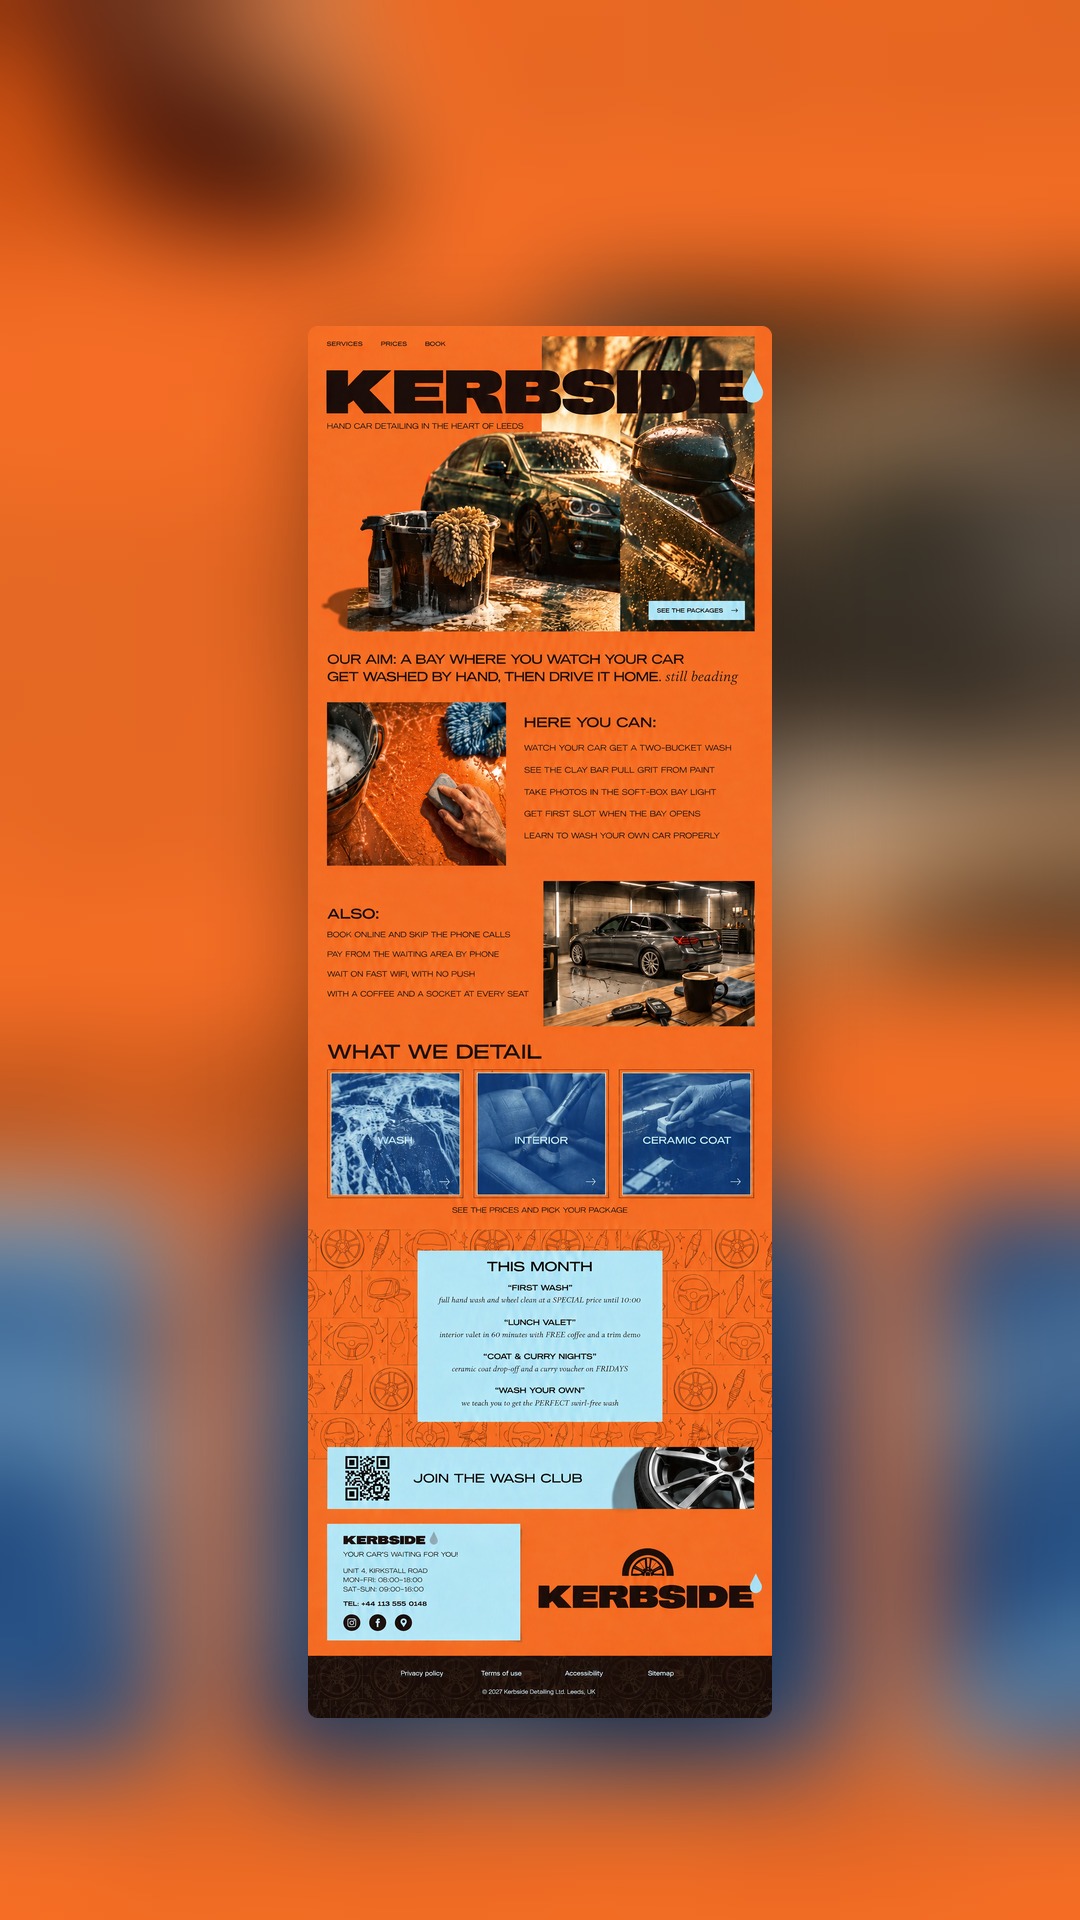 SERVICES PRICES BOOK
KERBSIDE
HAND CAR DETAILING IN THE HEART OF LEEDS
SEE THE PACKAGES →
OUR AIM: A BAY WHERE YOU WATCH YOUR CAR
GET WASHED BY HAND, THEN DRIVE IT HOME. still beading
HERE YOU CAN:
WATCH YOUR CAR GET A TWO-BUCKET WASH
SEE THE CLAY BAR PULL GRIT FROM PAINT
TAKE PHOTOS IN THE SOFT-BOX BAY LIGHT
GET FIRST SLOT WHEN THE BAY OPENS
LEARN TO WASH YOUR OWN CAR PROPERLY
ALSO:
BOOK ONLINE AND SKIP THE PHONE CALLS
PAY FROM THE WAITING AREA BY PHONE
WAIT ON FAST WIFI, WITH NO PUSH
WITH A COFFEE AND A SOCKET AT EVERY SEAT
WHAT WE DETAIL
WASH
INTERIOR
CERAMIC COAT
SEE THE PRICES AND PICK YOUR PACKAGE
THIS MONTH
“FIRST WASH”
full hand wash and wheel clean at a SPECIAL price until 10:00
“LUNCH VALET”
interior valet in 60 minutes with FREE coffee and a trim demo
“COAT & CURRY NIGHTS”
ceramic coat drop-off and a curry voucher on FRIDAYS
“WASH YOUR OWN”
we teach you to get the PERFECT swirl-free wash
JOIN THE WASH CLUB
KERBSIDE
YOUR CAR'S WAITING FOR YOU!
UNIT 4, KIRKSTALL ROAD
MON-FRI: 08:00-18:00
SAT-SUN: 09:00-16:00
TEL: +44 113 555 0148
KERBSIDE
Privacy policy Terms of use Accessibility Sitemap
© 2027 Kerbside Detailing Ltd. Leeds, UK